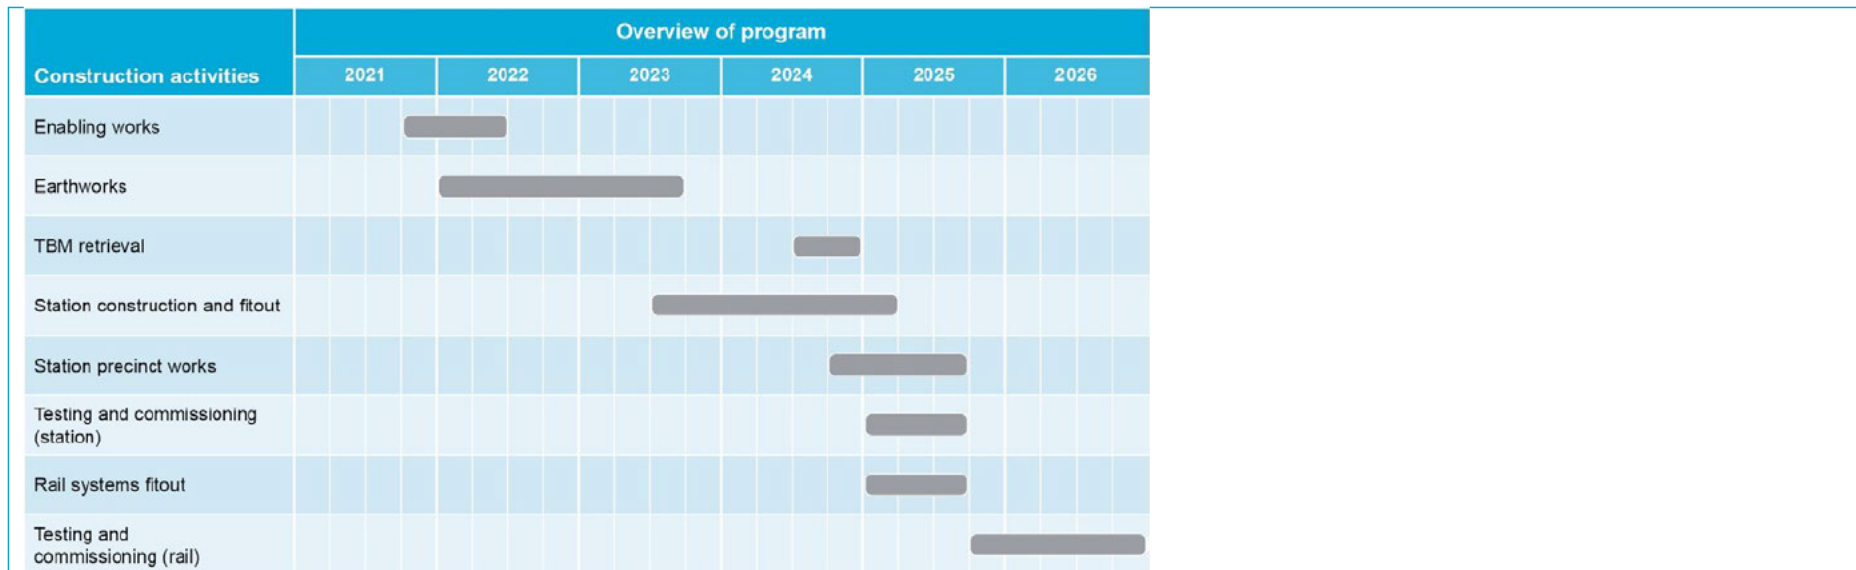 Overview of program
Construction activities 2021 2022 2023 2024 2025 2026
Enabling works
Earthworks
TBM retrieval
Station construction and fitout
Station precinct works
Testing and commissioning
(station)
Rail systems fitout
Testing and
commissioning (rail)